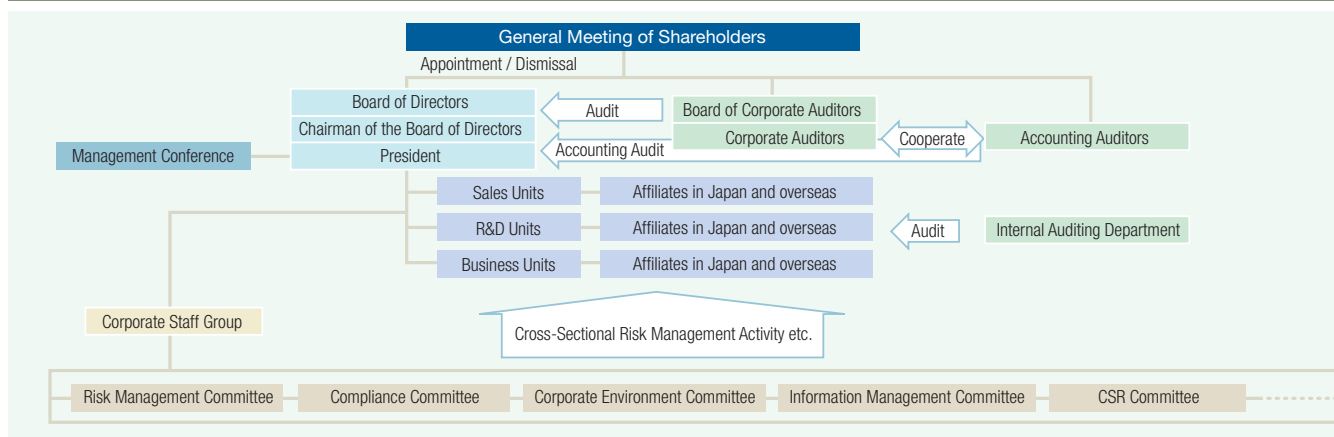 General Meeting of Shareholders
Appointment / Dismissal
Board of Directors
Chairman of the Board of Directors
President
Management Conference
Audit
Board of Corporate Auditors
Corporate Auditors
Accounting Audit
Cooperate
Accounting Auditors
Sales Units
Affiliates in Japan and overseas
R&D Units
Affiliates in Japan and overseas
Business Units
Affiliates in Japan and overseas
Audit
Internal Auditing Department
Corporate Staff Group
Cross-Sectional Risk Management Activity etc.
Risk Management Committee
Compliance Committee
Corporate Environment Committee
Information Management Committee
CSR Committee